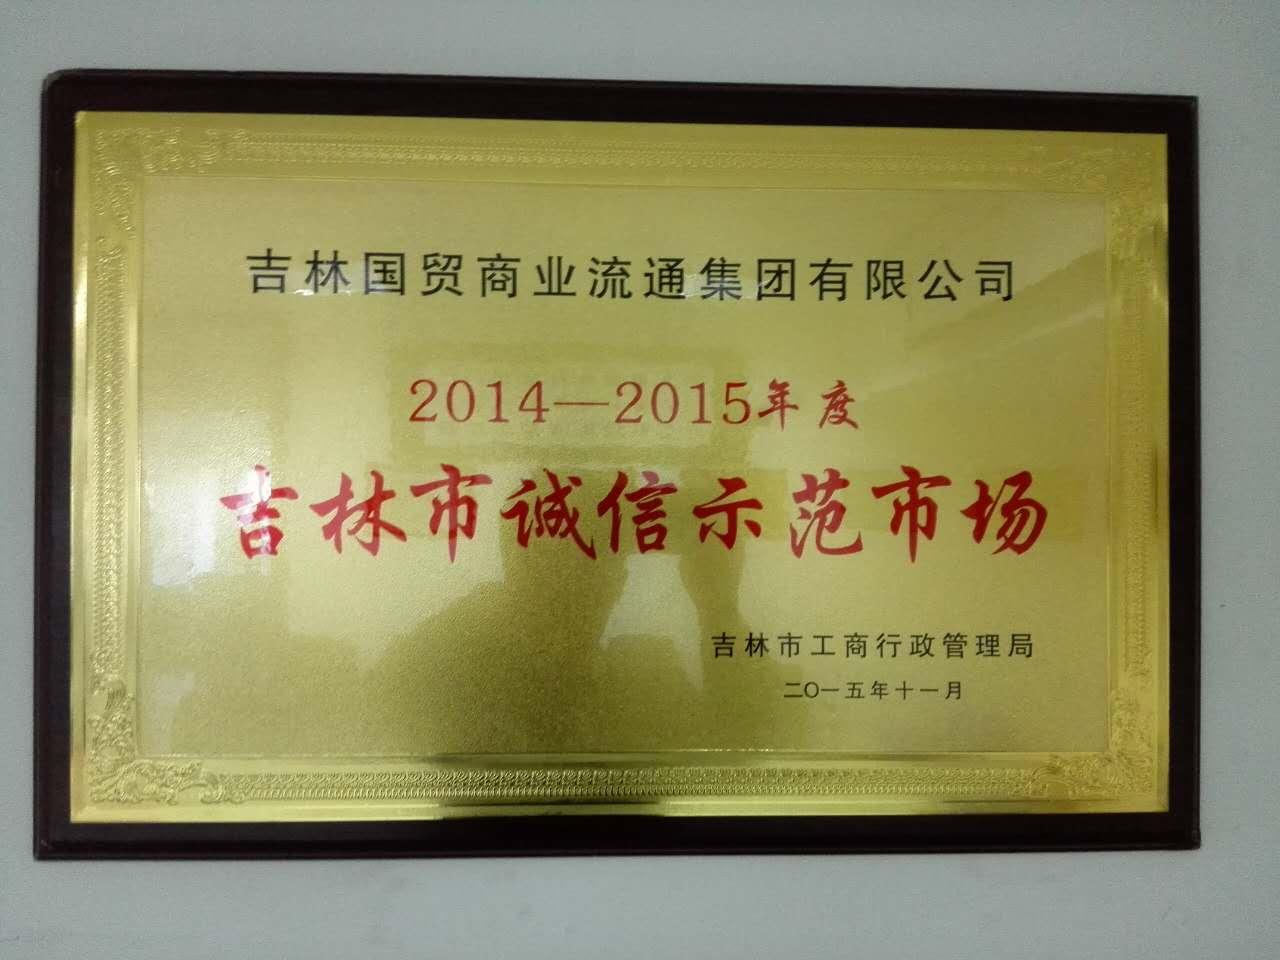 吉林国贸商业流通集团有限公司
2014—2015年度
吉林市诚信示范市场
吉林市工商行政管理局
二〇一五年十一月